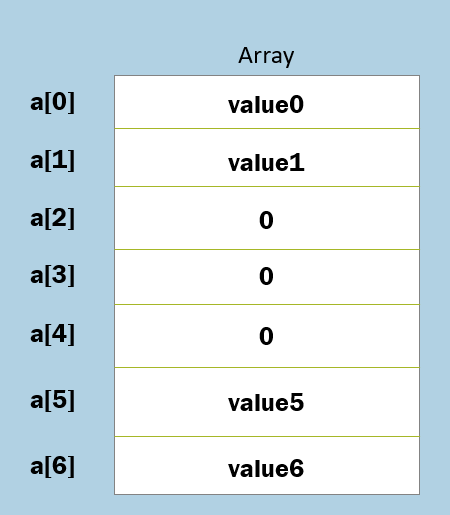 Array
a[0] value0
a[1] value1
a[2] 0
a[3] 0
a[4] 0
a[5] value5
a[6] value6